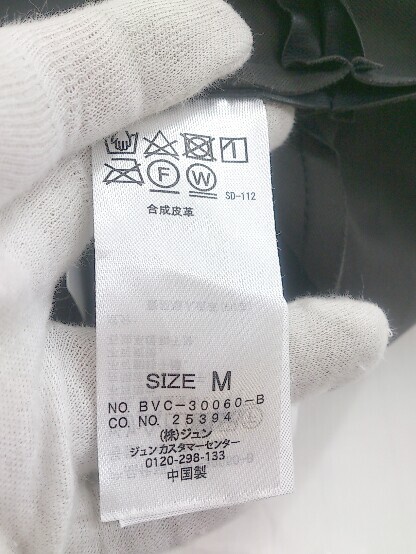 F W SD-112
合成皮革
SIZE M
NO. BVC-30060-B
CO. NO. 25394
(株)ジュン
ジュンカスタマーセンター
0120-298-133
中国製